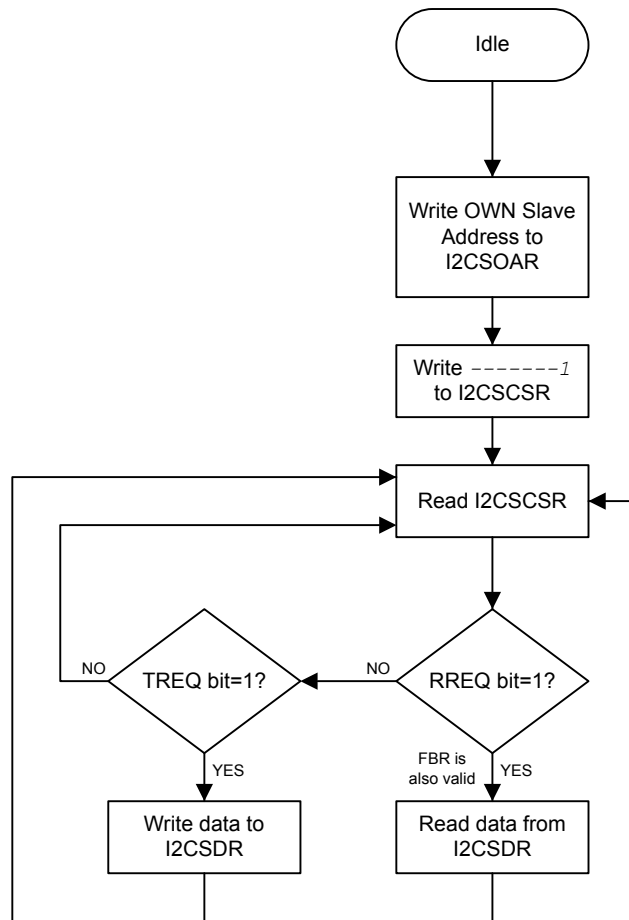 Idle
Write OWN Slave
Address to
I2CSOAR
Write -------1
to I2CSCSR
Read I2CSCSR
NO
TREQ bit=1?
NO
RREQ bit=1?
YES
FBR is
also valid
YES
Write data to
I2CSDR
Read data from
I2CSDR